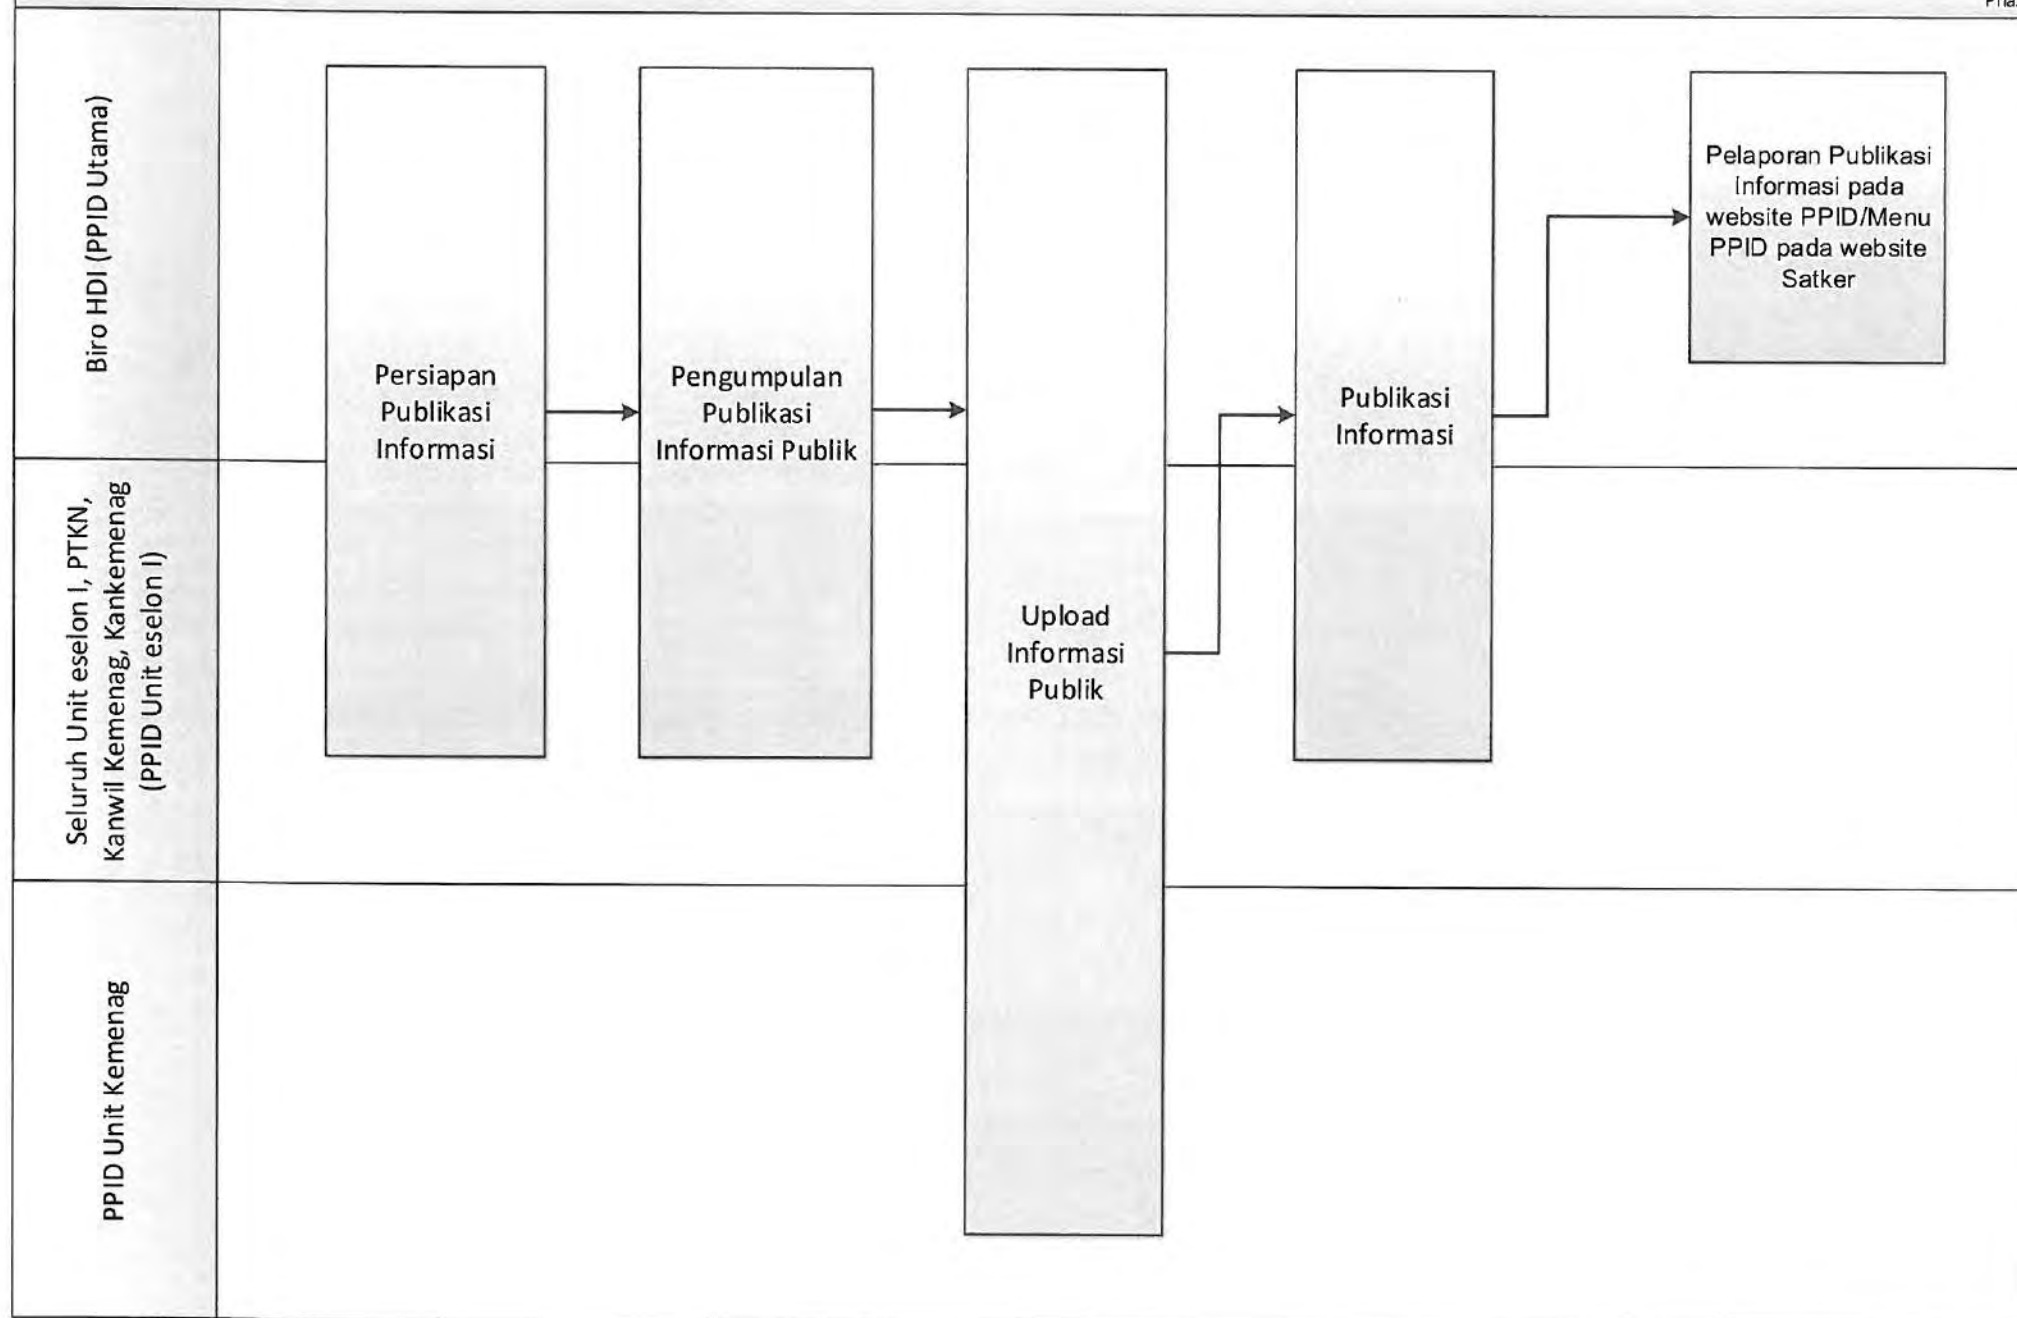 Biro HDI (PPID Utama)
Persiapan
Publikasi
Informasi
Pengumpulan
Publikasi
Informasi Publik
Upload
Informasi
Publik
Publikasi
Informasi
Pelaporan Publikasi
Informasi pada
website PPID/Menu
PPID pada website
Satker
Seluruh Unit eselon I, PTKN,
Kanwil Kemenag, Kankemenag
(PPID Unit eselon I)
PPID Unit Kemenag